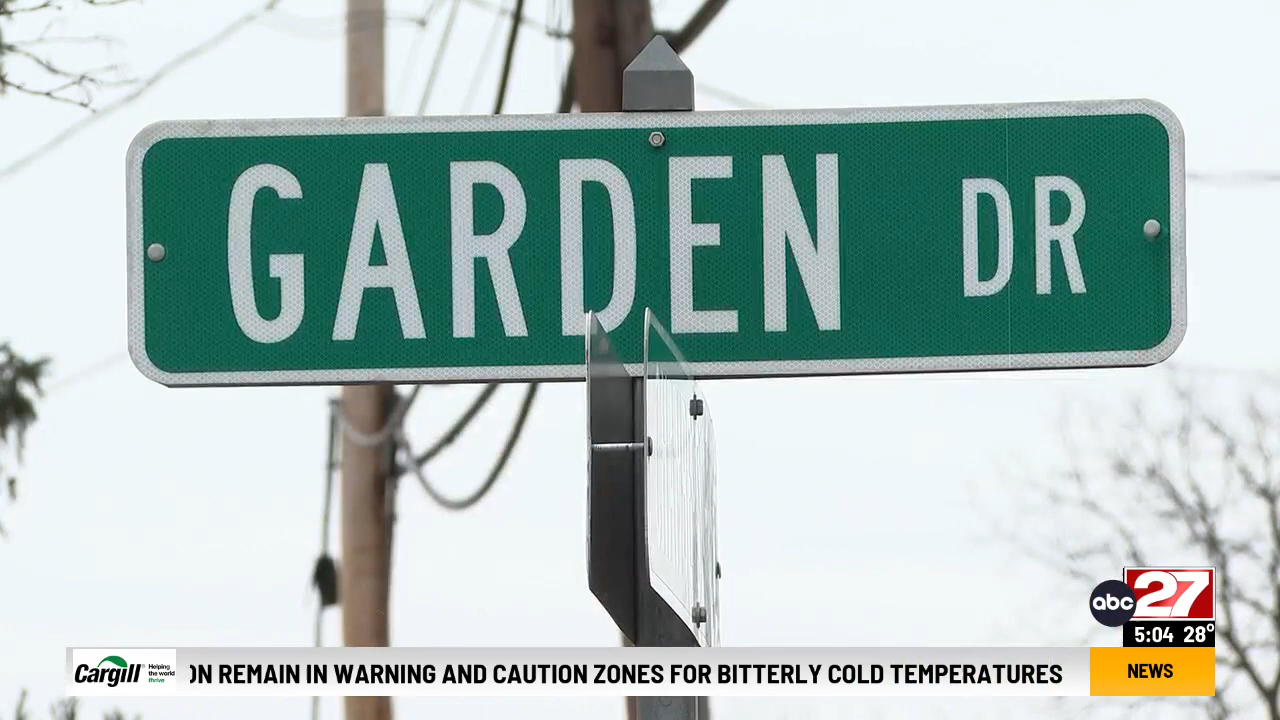 GARDEN DR
abc 27
5:04 28°
Cargill Helping the world thrive
ON REMAIN IN WARNING AND CAUTION ZONES FOR BITTERLY COLD TEMPERATURES
NEWS